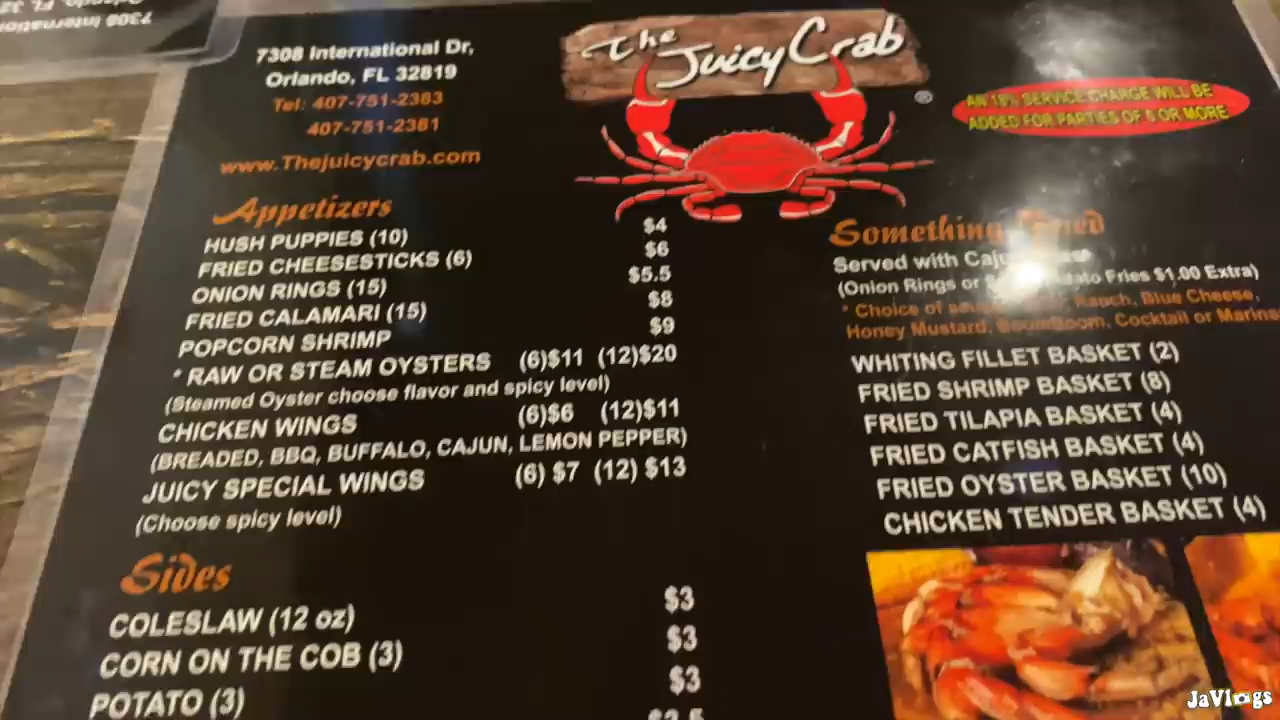 7308 International Dr,
Orlando, FL 32819
Tel: 407-751-2383
407-751-2381
www.Thejuicycrab.com
The Juicy Crab
®
AN 18% SERVICE CHARGE WILL BE
ADDED FOR PARTIES OF 6 OR MORE
Appetizers
HUSH PUPPIES (10) $4
FRIED CHEESESTICKS (6) $6
ONION RINGS (15) $5.5
FRIED CALAMARI (15) $8
POPCORN SHRIMP $9
* RAW OR STEAM OYSTERS (6)$11 (12)$20
(Steamed Oyster choose flavor and spicy level)
CHICKEN WINGS (6)$6 (12)$11
(BREADED, BBQ, BUFFALO, CAJUN, LEMON PEPPER)
JUICY SPECIAL WINGS (6) $7 (12) $13
(Choose spicy level)
Sides
COLESLAW (12 oz) $3
CORN ON THE COB (3) $3
POTATO (3) $3
Something Fried
Served with
(Onion Rings or Fries $1.00 Extra)
* Choice of Ranch, Blue Cheese,
Honey Mustard, Cocktail or
WHITING FILLET BASKET (2)
FRIED SHRIMP BASKET (8)
FRIED TILAPIA BASKET (4)
FRIED CATFISH BASKET (4)
FRIED OYSTER BASKET (10)
CHICKEN TENDER BASKET (4)
JaVlogs